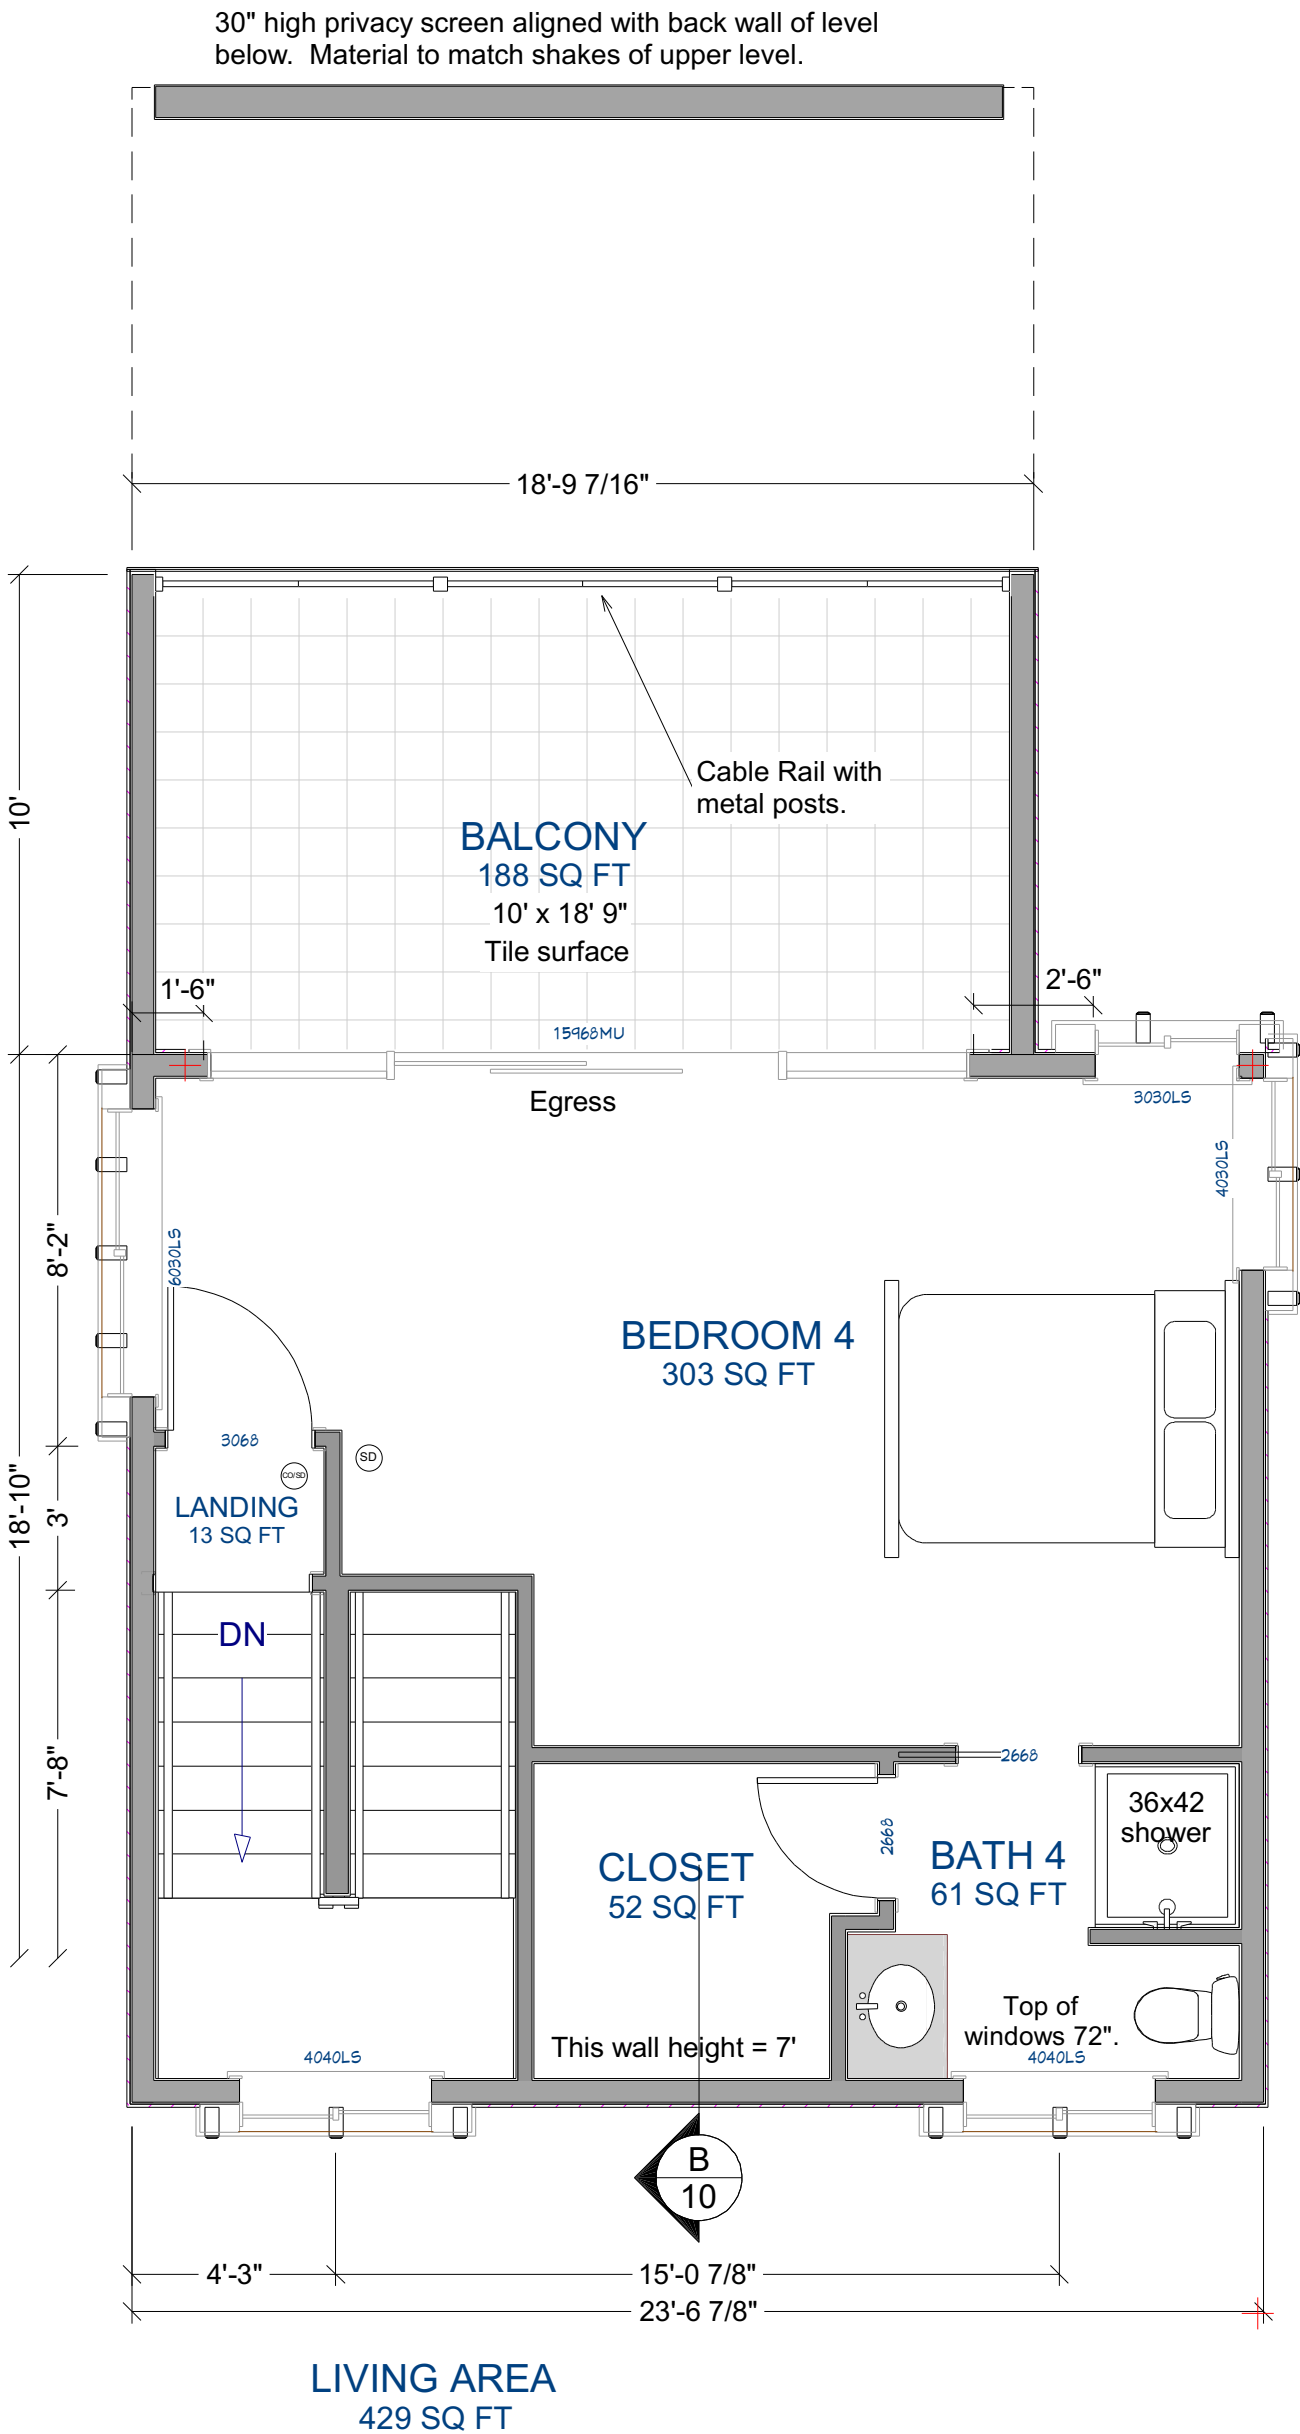 30" high privacy screen aligned with back wall of level
below.  Material to match shakes of upper level.
18'-9 7/16"
10'
Cable Rail with
metal posts.
BALCONY
188 SQ FT
10' x 18' 9"
Tile surface
1'-6"
2'-6"
15968MU
Egress
3030LS
4030LS
6030LS
8'-2"
BEDROOM 4
303 SQ FT
3068
SD
CO/SD
LANDING
13 SQ FT
18'-10"
3'
DN
7'-8"
2668
36x42
shower
2668
CLOSET
52 SQ FT
BATH 4
61 SQ FT
Top of
windows 72".
This wall height = 7'
4040LS
4040LS
B
10
4'-3"
15'-0 7/8"
23'-6 7/8"
LIVING AREA
429 SQ FT